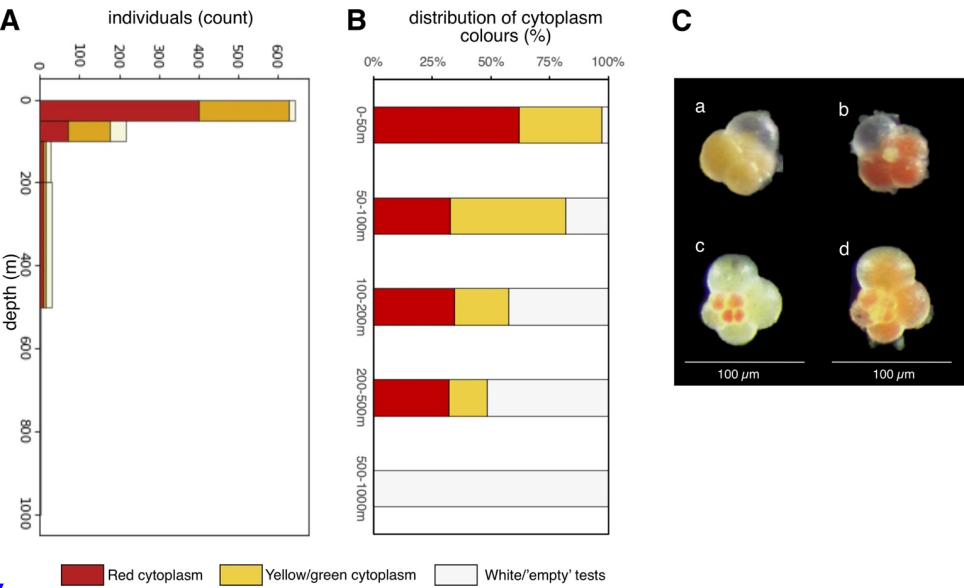 A
individuals (count)
0 100 200 300 400 500 600
0
200
400
600
800
1000
depth (m)
B
distribution of cytoplasm
colours (%)
0% 25% 50% 75% 100%
0-50m
50-100m
100-200m
200-500m
500-1000m
C
a b
c d
100 µm 100 µm
Red cytoplasm Yellow/green cytoplasm White/'empty' tests